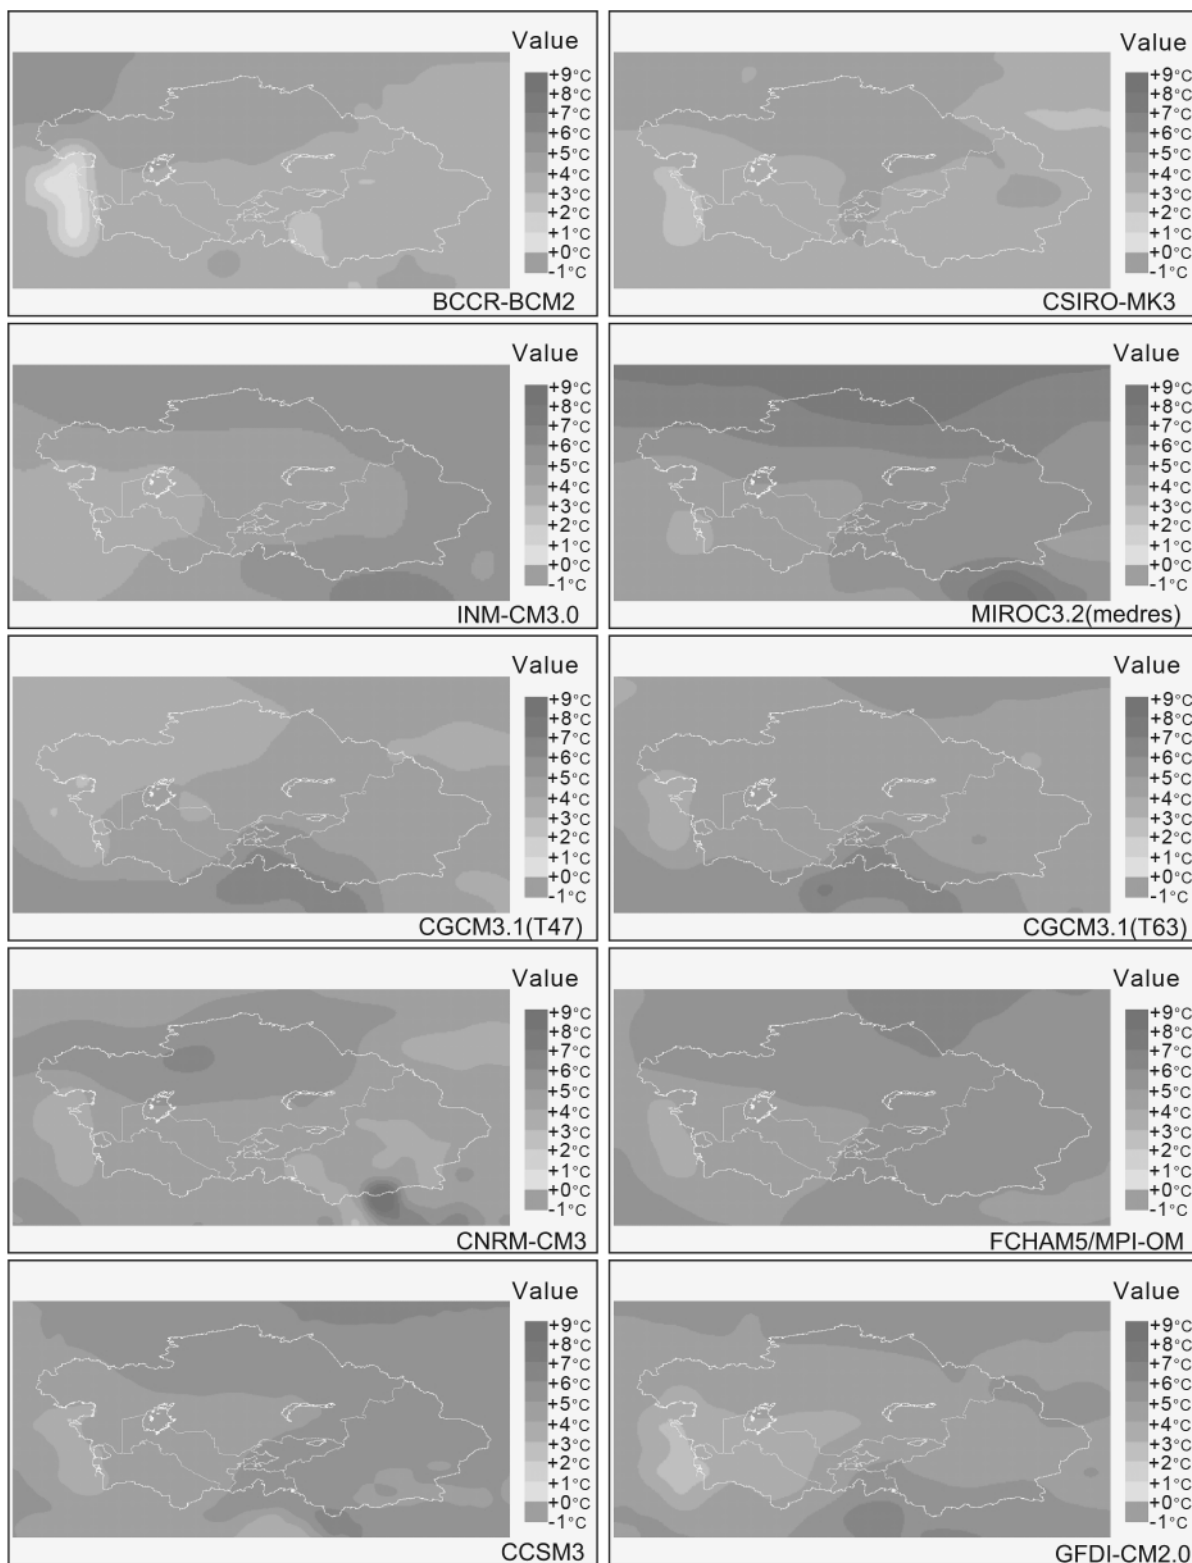 Value
+9°C
+8°C
+7°C
+6°C
+5°C
+4°C
+3°C
+2°C
+1°C
+0°C
-1°C
BCCR-BCM2
Value
+9°C
+8°C
+7°C
+6°C
+5°C
+4°C
+3°C
+2°C
+1°C
+0°C
-1°C
CSIRO-MK3
Value
+9°C
+8°C
+7°C
+6°C
+5°C
+4°C
+3°C
+2°C
+1°C
+0°C
-1°C
INM-CM3.0
Value
+9°C
+8°C
+7°C
+6°C
+5°C
+4°C
+3°C
+2°C
+1°C
+0°C
-1°C
MIROC3.2(medres)
Value
+9°C
+8°C
+7°C
+6°C
+5°C
+4°C
+3°C
+2°C
+1°C
+0°C
-1°C
CGCM3.1(T47)
Value
+9°C
+8°C
+7°C
+6°C
+5°C
+4°C
+3°C
+2°C
+1°C
+0°C
-1°C
CGCM3.1(T63)
Value
+9°C
+8°C
+7°C
+6°C
+5°C
+4°C
+3°C
+2°C
+1°C
+0°C
-1°C
CNRM-CM3
Value
+9°C
+8°C
+7°C
+6°C
+5°C
+4°C
+3°C
+2°C
+1°C
+0°C
-1°C
FCHAM5/MPI-OM
Value
+9°C
+8°C
+7°C
+6°C
+5°C
+4°C
+3°C
+2°C
+1°C
+0°C
-1°C
CCSM3
Value
+9°C
+8°C
+7°C
+6°C
+5°C
+4°C
+3°C
+2°C
+1°C
+0°C
-1°C
GFDI-CM2.0